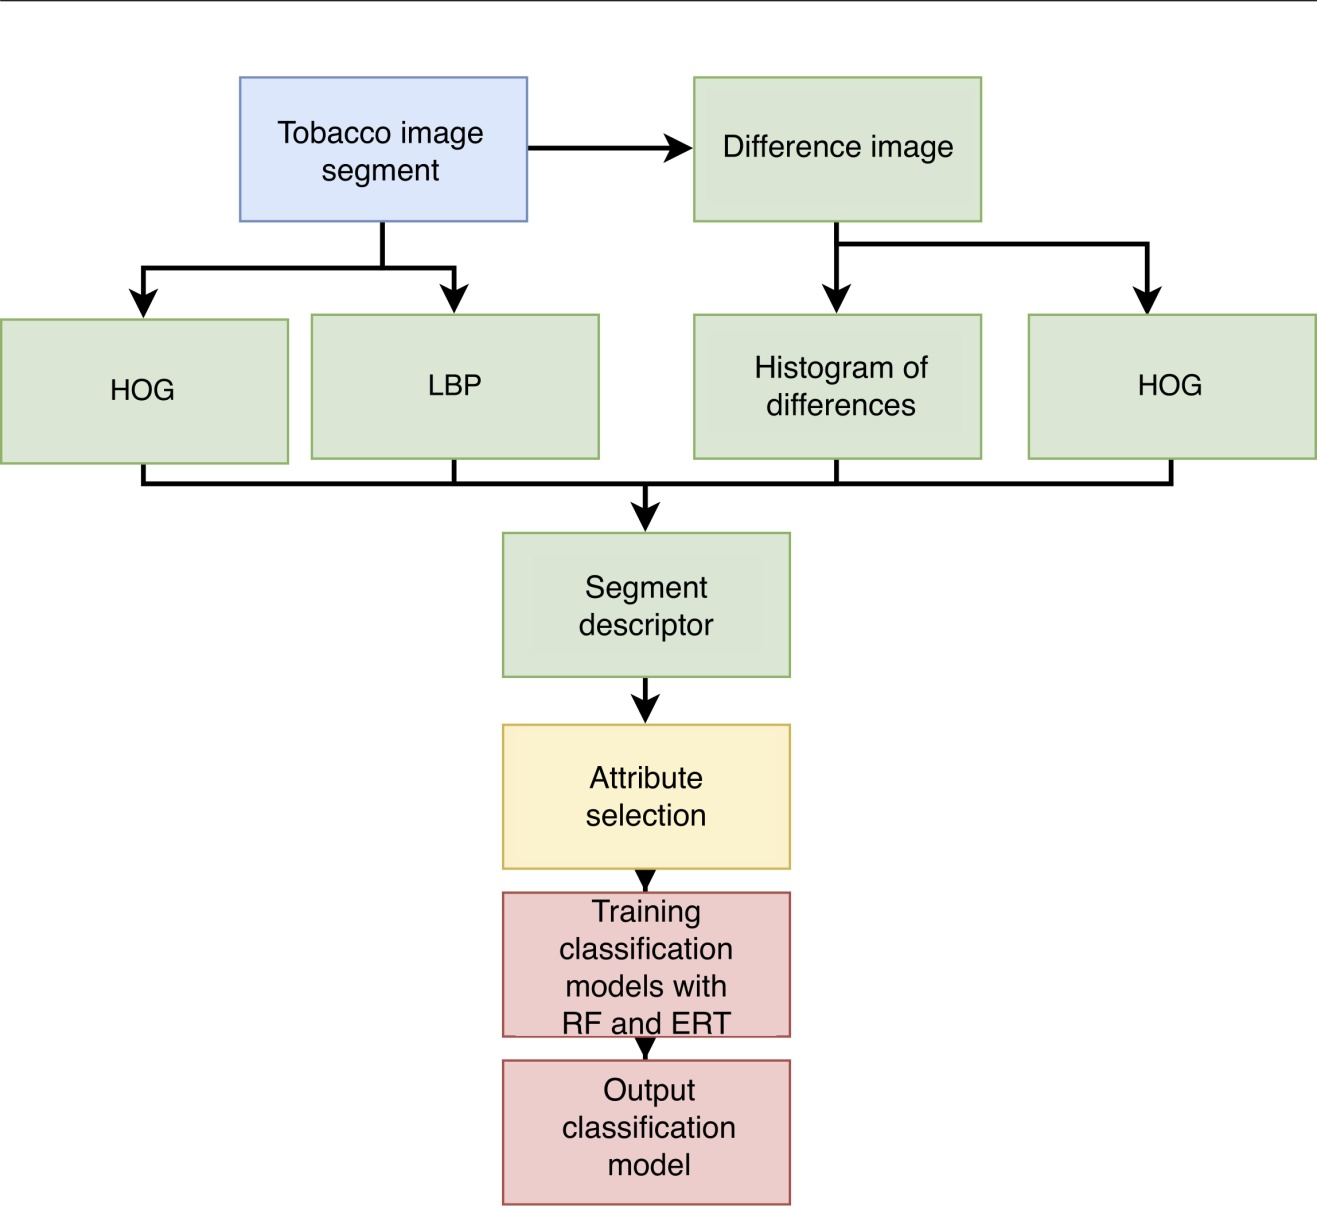 Tobacco image
segment
Difference image
HOG
LBP
Histogram of
differences
HOG
Segment
descriptor
Attribute
selection
Training
classification
models with
RF and ERT
Output
classification
model